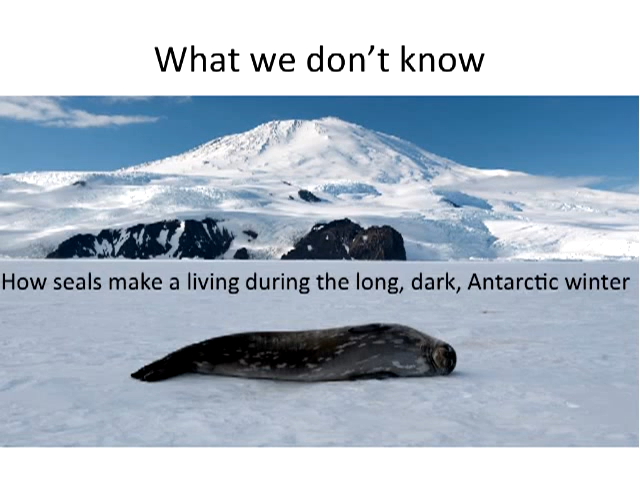 What we don’t know
How seals make a living during the long, dark, Antarctic winter